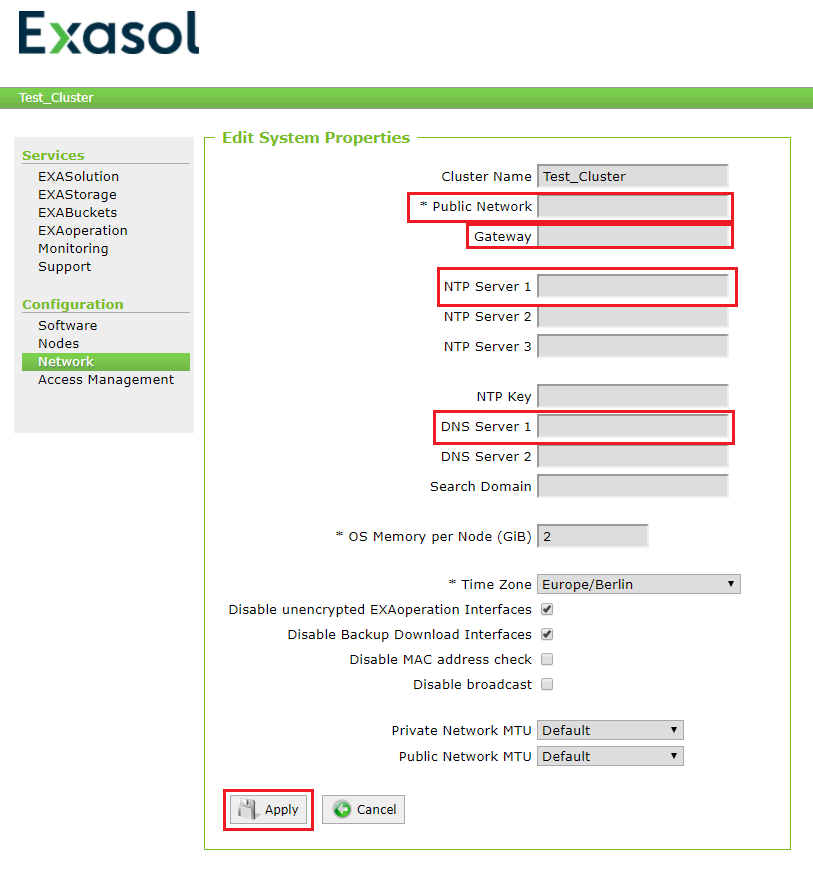 Exasol
Test_Cluster
Services
EXASolution
EXAStorage
EXABuckets
EXAoperation
Monitoring
Support
Configuration
Software
Nodes
Network
Access Management
Edit System Properties
Cluster Name Test_Cluster
* Public Network
Gateway
NTP Server 1
NTP Server 2
NTP Server 3
NTP Key
DNS Server 1
DNS Server 2
Search Domain
* OS Memory per Node (GiB) 2
* Time Zone Europe/Berlin
Disable unencrypted EXAoperation Interfaces
Disable Backup Download Interfaces
Disable MAC address check
Disable broadcast
Private Network MTU Default
Public Network MTU Default
Apply Cancel